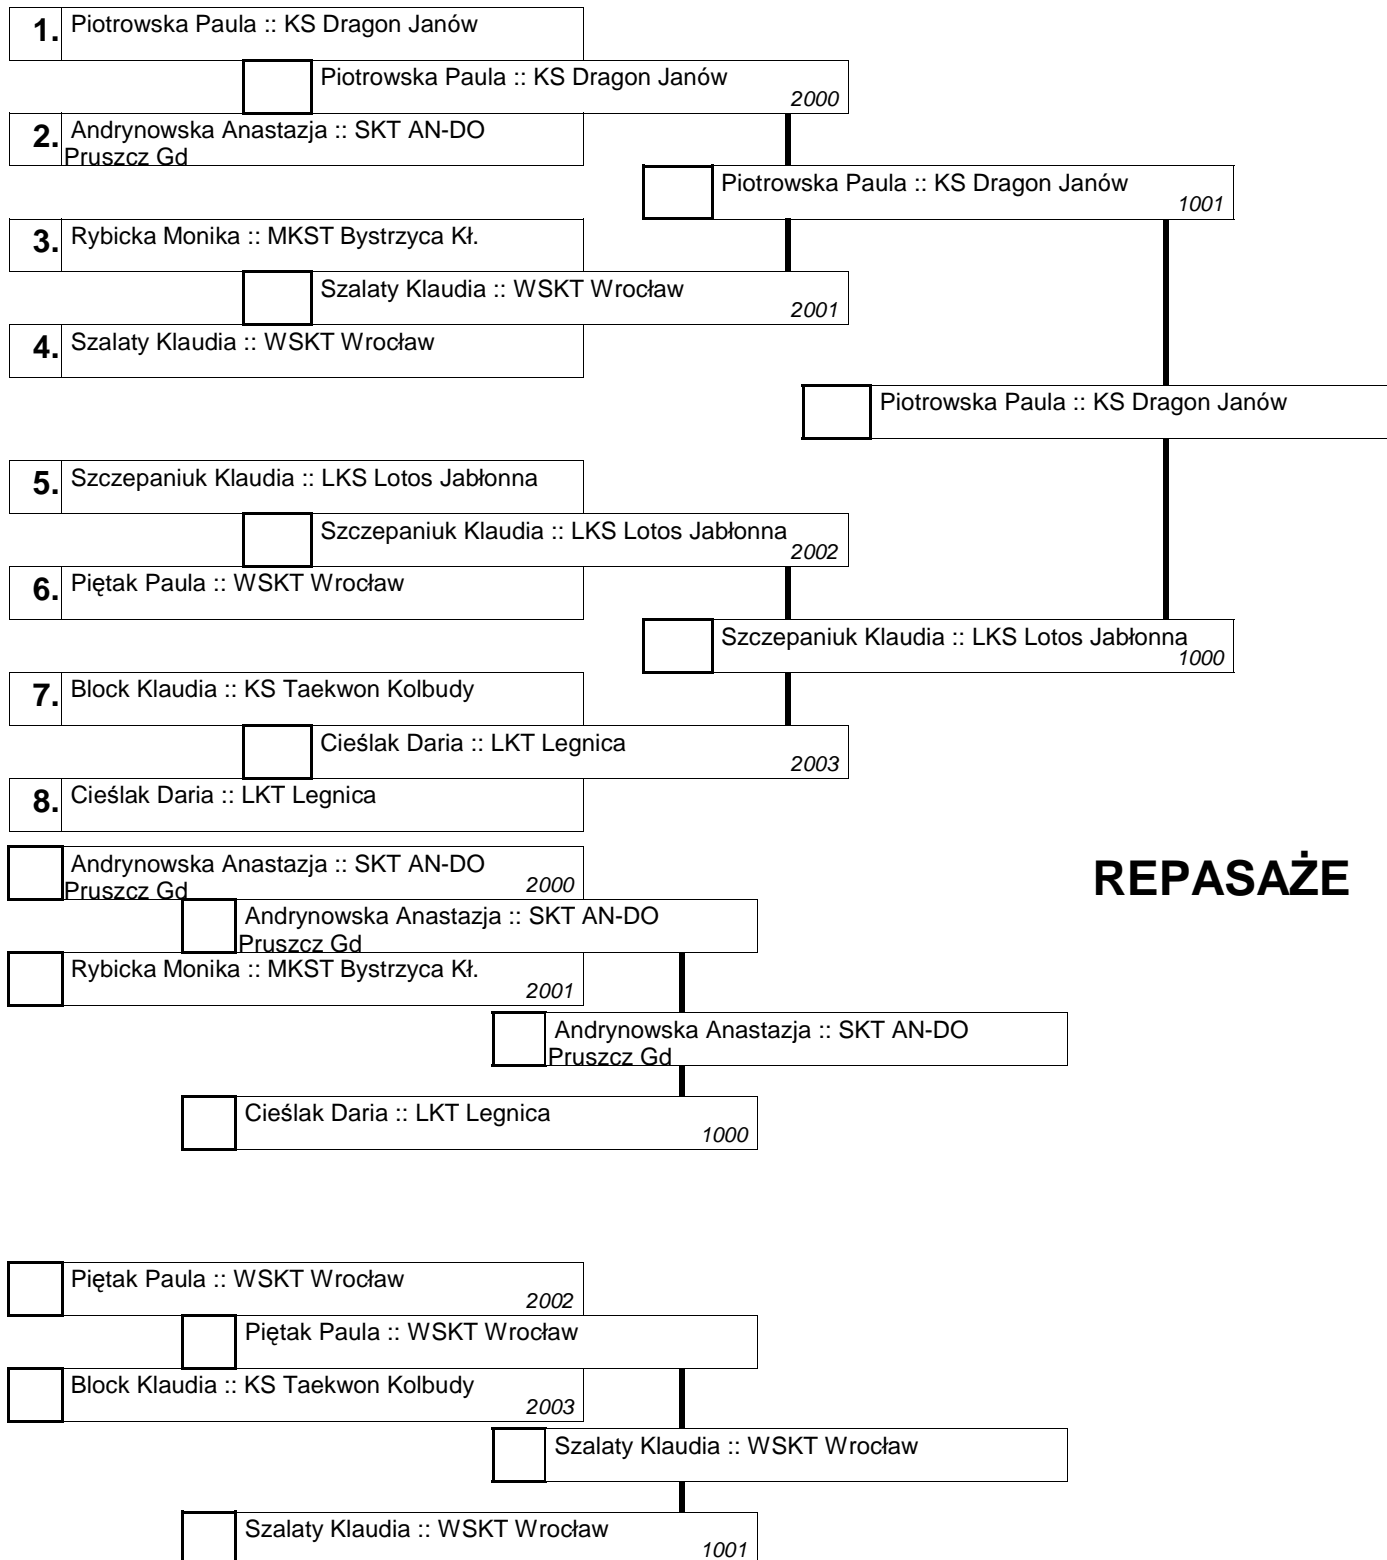 1. Piotrowska Paula :: KS Dragon Janów
Piotrowska Paula :: KS Dragon Janów
2000
2. Andrynowska Anastazja :: SKT AN-DO
Pruszcz Gd
Piotrowska Paula :: KS Dragon Janów
1001
3. Rybicka Monika :: MKST Bystrzyca Kł.
Szalaty Klaudia :: WSKT Wrocław
2001
4. Szalaty Klaudia :: WSKT Wrocław
Piotrowska Paula :: KS Dragon Janów
5. Szczepaniuk Klaudia :: LKS Lotos Jabłonna
Szczepaniuk Klaudia :: LKS Lotos Jabłonna
2002
6. Piętak Paula :: WSKT Wrocław
Szczepaniuk Klaudia :: LKS Lotos Jabłonna
1000
7. Block Klaudia :: KS Taekwon Kolbudy
Cieślak Daria :: LKT Legnica
2003
8. Cieślak Daria :: LKT Legnica
REPASAŻE
Andrynowska Anastazja :: SKT AN-DO
Pruszcz Gd 2000
Andrynowska Anastazja :: SKT AN-DO
Pruszcz Gd
Rybicka Monika :: MKST Bystrzyca Kł.
2001
Andrynowska Anastazja :: SKT AN-DO
Pruszcz Gd
Cieślak Daria :: LKT Legnica
1000
Piętak Paula :: WSKT Wrocław
2002
Piętak Paula :: WSKT Wrocław
Block Klaudia :: KS Taekwon Kolbudy
2003
Szalaty Klaudia :: WSKT Wrocław
Szalaty Klaudia :: WSKT Wrocław
1001